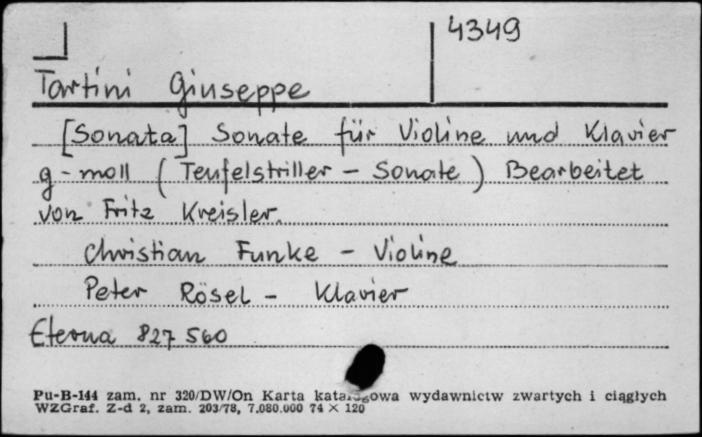 4349
Tartini Giuseppe
[Sonata] Sonate für Violine und Klavier
g-moll (Teufelstriller - Sonate) Bearbeitet
von Fritz Kreisler.
Christian Funke - Violine
Peter Rösel - Klavier
Eterna 827 560
Pu-B-144 zam. nr 320/DW/On Karta katalogowa wydawnictw zwartych i ciągłych
WZGraf. Z-d 2, zam. 203/78, 7.080.000 74 × 120